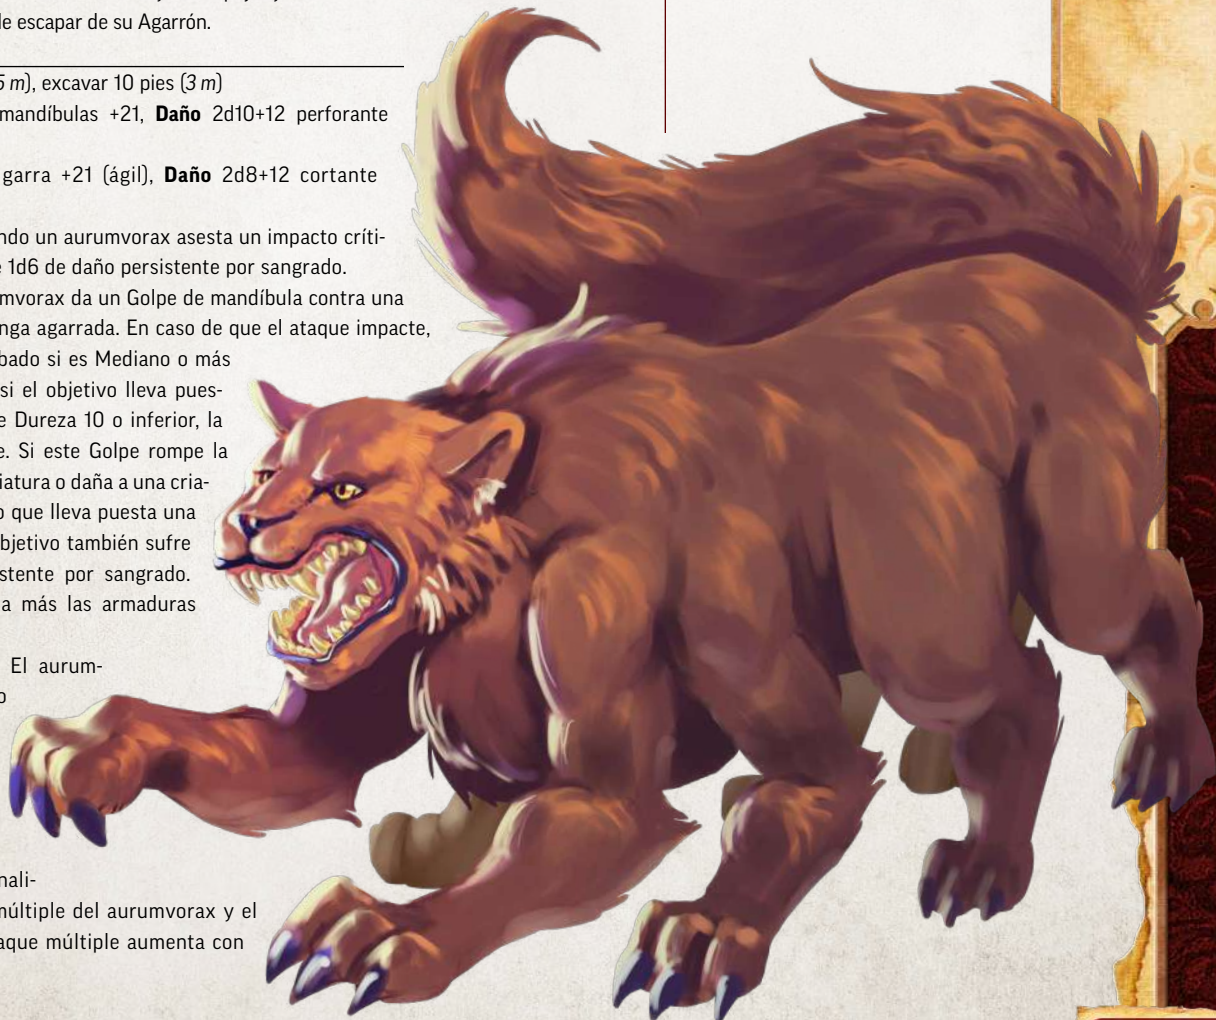 de escapar de su Agarrón.
5 m), excavar 10 pies (3 m)
mandíbulas +21, Daño 2d10+12 perforante
garra +21 (ágil), Daño 2d8+12 cortante
ndo un aurumvorax asesta un impacto críti-
e 1d6 de daño persistente por sangrado.
mvorax da un Golpe de mandíbula contra una
nga agarrada. En caso de que el ataque impacte,
bado si es Mediano o más
si el objetivo lleva pues-
e Dureza 10 o inferior, la
e. Si este Golpe rompe la
iatura o daña a una cria-
o que lleva puesta una
bjetivo también sufre
stente por sangrado.
a más las armaduras
El aurum-
o
nali-
múltiple del aurumvorax y el
aque múltiple aumenta con